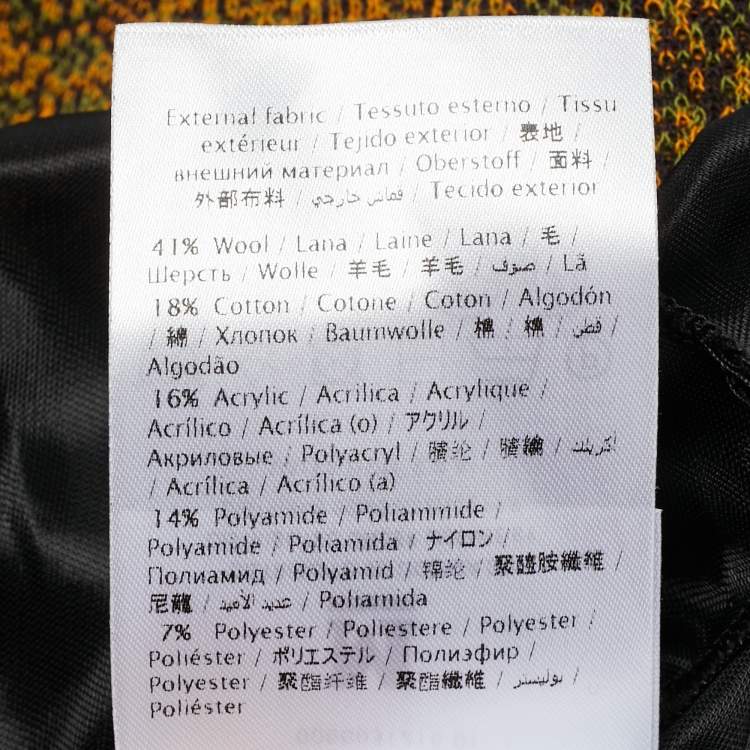 External fabric / Tessuto esterno / Tissu
extérieur / Tejido exterior / 表地 /
внешний материал / Oberstoff / 面料 /
外部布料 / قماش خارجي / Tecido exterior
41% Wool / Lana / Laine / Lana / 毛 /
Шерсть / Wolle / 羊毛 / 羊毛 / صوف / Lã
18% Cotton / Cotone / Coton / Algodón
/ 綿 / Хлопок / Baumwolle / 棉 / 棉 / قطن /
Algodão
16% Acrylic / Acrilica / Acrylique /
Acrílico / Acrílica (o) / アクリル /
Акриловые / Polyacryl / 腈纶 / 腈綸 / اكريلك
/ Acrílica / Acrílico (a)
14% Polyamide / Poliammide /
Polyamide / Poliamida / ナイロン /
Полиамид / Polyamid / 锦纶 / 聚醯胺纖維 /
尼龍 / عديد الأميد / Poliamida
7% Polyester / Poliestere / Polyester /
Poliéster / ポリエステル / Полиэфир /
Polyester / 聚酯纤维 / 聚酯纖維 / بوليستر /
Poliéster